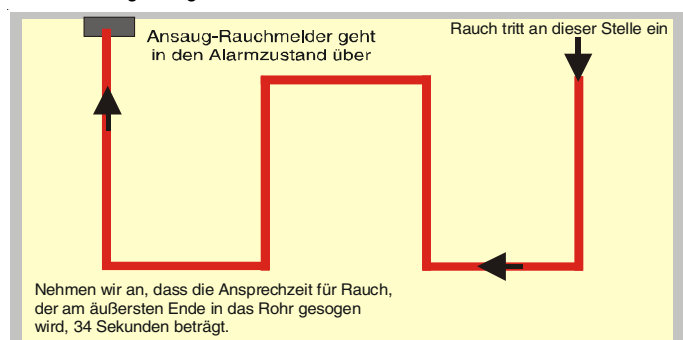 Ansaug-Rauchmelder geht
in den Alarmzustand über
Rauch tritt an dieser Stelle ein
Nehmen wir an, dass die Ansprechzeit für Rauch,
der am äußersten Ende in das Rohr gesogen
wird, 34 Sekunden beträgt.